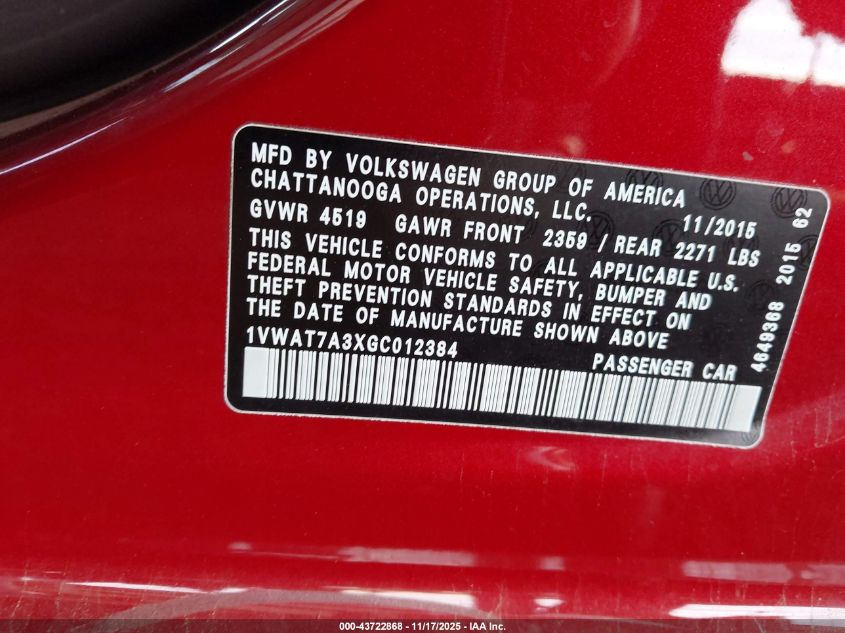 MFD BY VOLKSWAGEN GROUP OF AMERICA
CHATTANOOGA OPERATIONS, LLC. 11/2015
GVWR 4519 GAWR FRONT 2359 / REAR 2271 LBS
THIS VEHICLE CONFORMS TO ALL APPLICABLE U.S.
FEDERAL MOTOR VEHICLE SAFETY, BUMPER AND
THEFT PREVENTION STANDARDS IN EFFECT ON
THE DATE OF MANUFACTURE SHOWN ABOVE
1VWAT7A3XGC012384 PASSENGER CAR
4649368 2015 62
000-43722868 - 11/17/2025 - IAA Inc.